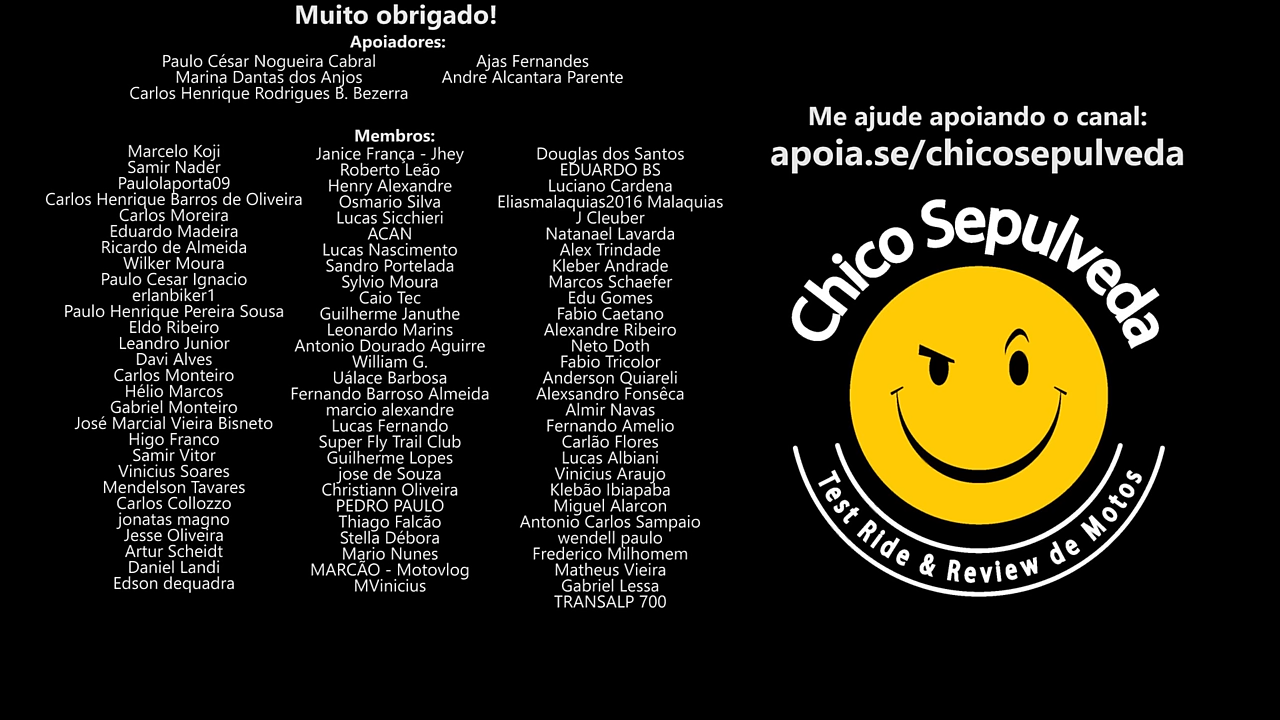 Muito obrigado!
Apoiadores:
Paulo César Nogueira Cabral
Marina Dantas dos Anjos
Carlos Henrique Rodrigues B. Bezerra
Ajas Fernandes
Andre Alcantara Parente
Membros:
Marcelo Koji
Samir Nader
Paulolaporta09
Carlos Henrique Barros de Oliveira
Carlos Moreira
Eduardo Madeira
Ricardo de Almeida
Wilker Moura
Paulo Cesar Ignacio
erlanbiker1
Paulo Henrique Pereira Sousa
Eldo Ribeiro
Leandro Junior
Davi Alves
Carlos Monteiro
Hélio Marcos
Gabriel Monteiro
José Marcial Vieira Bisneto
Higo Franco
Samir Vitor
Vinicius Soares
Mendelson Tavares
Carlos Collozzo
jonatas magno
Jesse Oliveira
Artur Scheidt
Daniel Landi
Edson dequadra
Janice França - Jhey
Roberto Leão
Henry Alexandre
Osmario Silva
Lucas Sicchieri
ACAN
Lucas Nascimento
Sandro Portelada
Sylvio Moura
Caio Tec
Guilherme Januthe
Leonardo Marins
Antonio Dourado Aguirre
William G.
Uálace Barbosa
Fernando Barroso Almeida
marcio alexandre
Lucas Fernando
Super Fly Trail Club
Guilherme Lopes
jose de Souza
Christiann Oliveira
PEDRO PAULO
Thiago Falcão
Stella Débora
Mario Nunes
MARCÃO - Motovlog
MVinicius
Douglas dos Santos
EDUARDO BS
Luciano Cardena
Eliasmalaquias2016 Malaquias
J Cleuber
Natanael Lavarda
Alex Trindade
Kleber Andrade
Marcos Schaefer
Edu Gomes
Fabio Caetano
Alexandre Ribeiro
Neto Doth
Fabio Tricolor
Anderson Quiareli
Alexsandro Fonsêca
Almir Navas
Fernando Amelio
Carlão Flores
Lucas Albiani
Vinicius Araujo
Klebão Ibiapaba
Miguel Alarcon
Antonio Carlos Sampaio
wendell paulo
Frederico Milhomem
Matheus Vieira
Gabriel Lessa
TRANSALP 700
Me ajude apoiando o canal:
apoia.se/chicosepulveda
Chico Sepulveda
Test Ride & Review de Motos